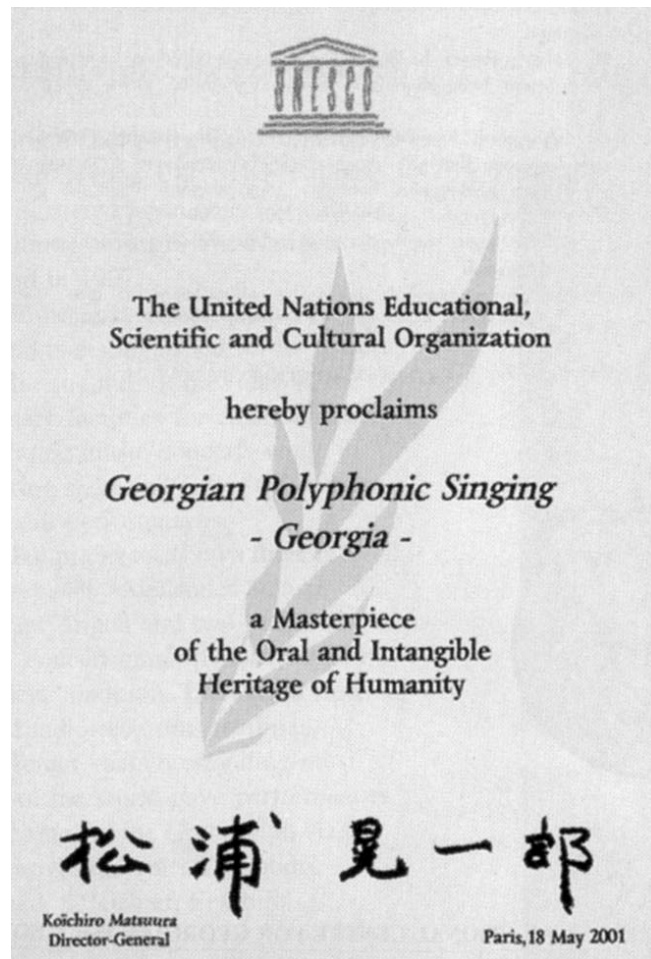 UNESCO
The United Nations Educational,
Scientific and Cultural Organization
hereby proclaims
Georgian Polyphonic Singing
- Georgia -
a Masterpiece
of the Oral and Intangible
Heritage of Humanity
松浦晃一郎
Koïchiro Matsuura
Director-General
Paris, 18 May 2001